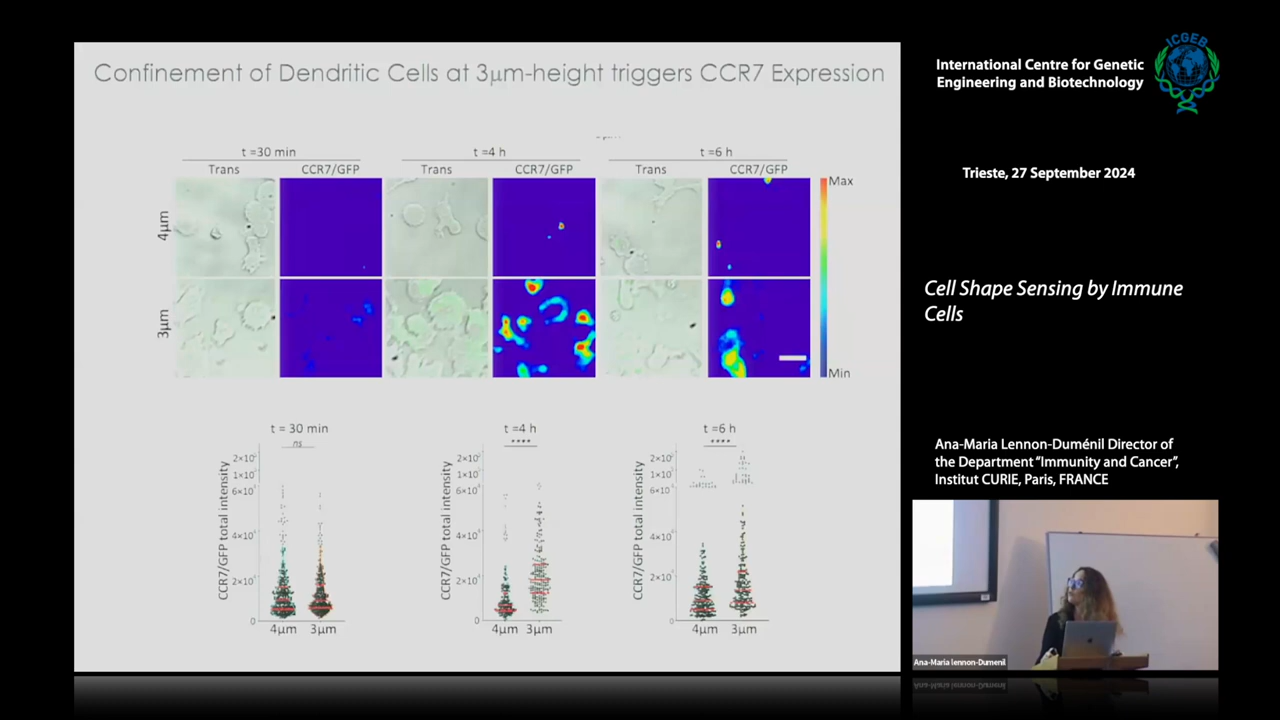 Confinement of Dendritic Cells at 3µm-height triggers CCR7 Expression
t =30 min
t =4 h
t =6 h
Trans
CCR7/GFP
Trans
CCR7/GFP
Trans
CCR7/GFP
4µm
3µm
Max
Min
t = 30 min
ns
CCR7/GFP total intensity
0
4µm
3µm
t =4 h
****
CCR7/GFP total intensity
0
4µm
3µm
t =6 h
****
CCR7/GFP total intensity
0
4µm
3µm
ICGEB
International Centre for Genetic
Engineering and Biotechnology
Trieste, 27 September 2024
Cell Shape Sensing by Immune
Cells
Ana-Maria Lennon-Duménil Director of
the Department “Immunity and Cancer”,
Institut CURIE, Paris, FRANCE
Ana-Maria lennon-Dumenil